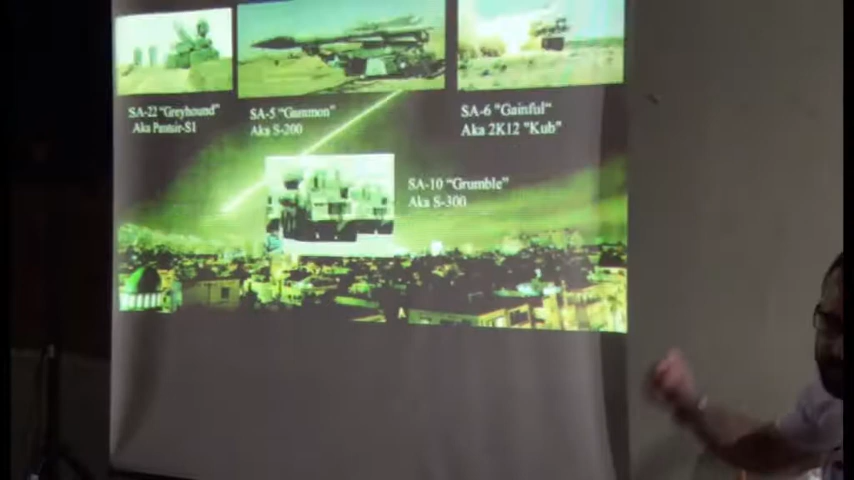 SA-22 "Greyhound"
Aka Pantsir-S1
SA-5 "Gammon"
Aka S-200
SA-6 "Gainful"
Aka 2K12 "Kub"
SA-10 "Grumble"
Aka S-300